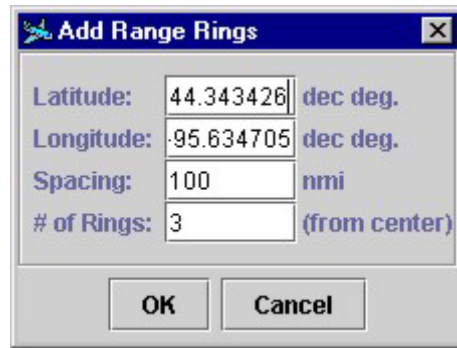 Add Range Rings
Latitude: 44.343426 dec deg.
Longitude: -95.634705 dec deg.
Spacing: 100 nmi
# of Rings: 3 (from center)
OK Cancel